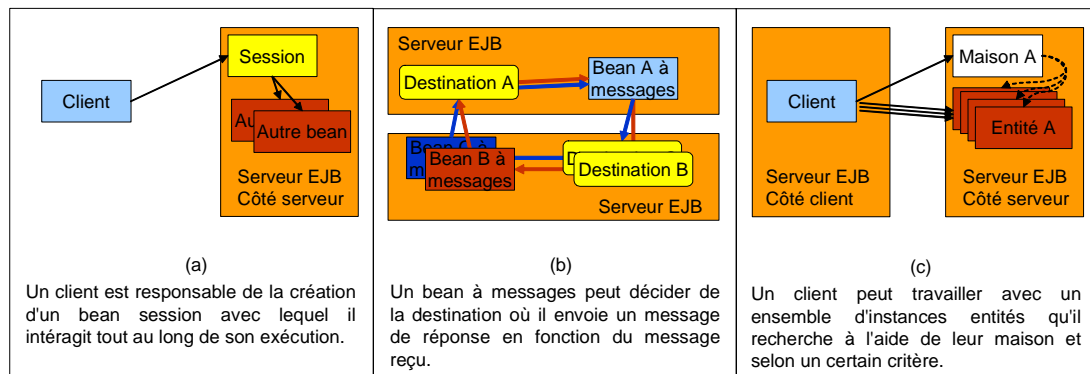 Session
Client
Autre bean
Serveur EJB
Côté serveur
(a)
Un client est responsable de la création
d'un bean session avec lequel il
intéragit tout au long de son exécution.
Serveur EJB
Destination A
Bean A à
messages
Bean B à
messages
Destination B
Serveur EJB
(b)
Un bean à messages peut décider de
la destination où il envoie un message
de réponse en fonction du message
reçu.
Maison A
Client
Entité A
Serveur EJB
Côté client
Serveur EJB
Côté serveur
(c)
Un client peut travailler avec un
ensemble d'instances entités qu'il
recherche à l'aide de leur maison et
selon un certain critère.